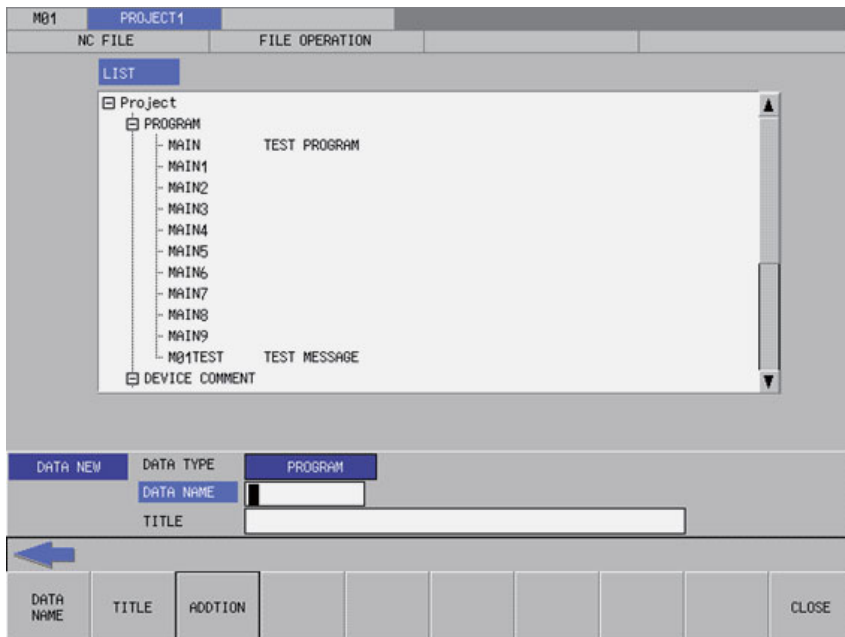 M01 PROJECT1
NC FILE FILE OPERATION
LIST
Project
PROGRAM
MAIN TEST PROGRAM
MAIN1
MAIN2
MAIN3
MAIN4
MAIN5
MAIN6
MAIN7
MAIN8
MAIN9
M01TEST TEST MESSAGE
DEVICE COMMENT
DATA NEW DATA TYPE PROGRAM
DATA NAME
TITLE
DATA NAME TITLE ADDTION CLOSE